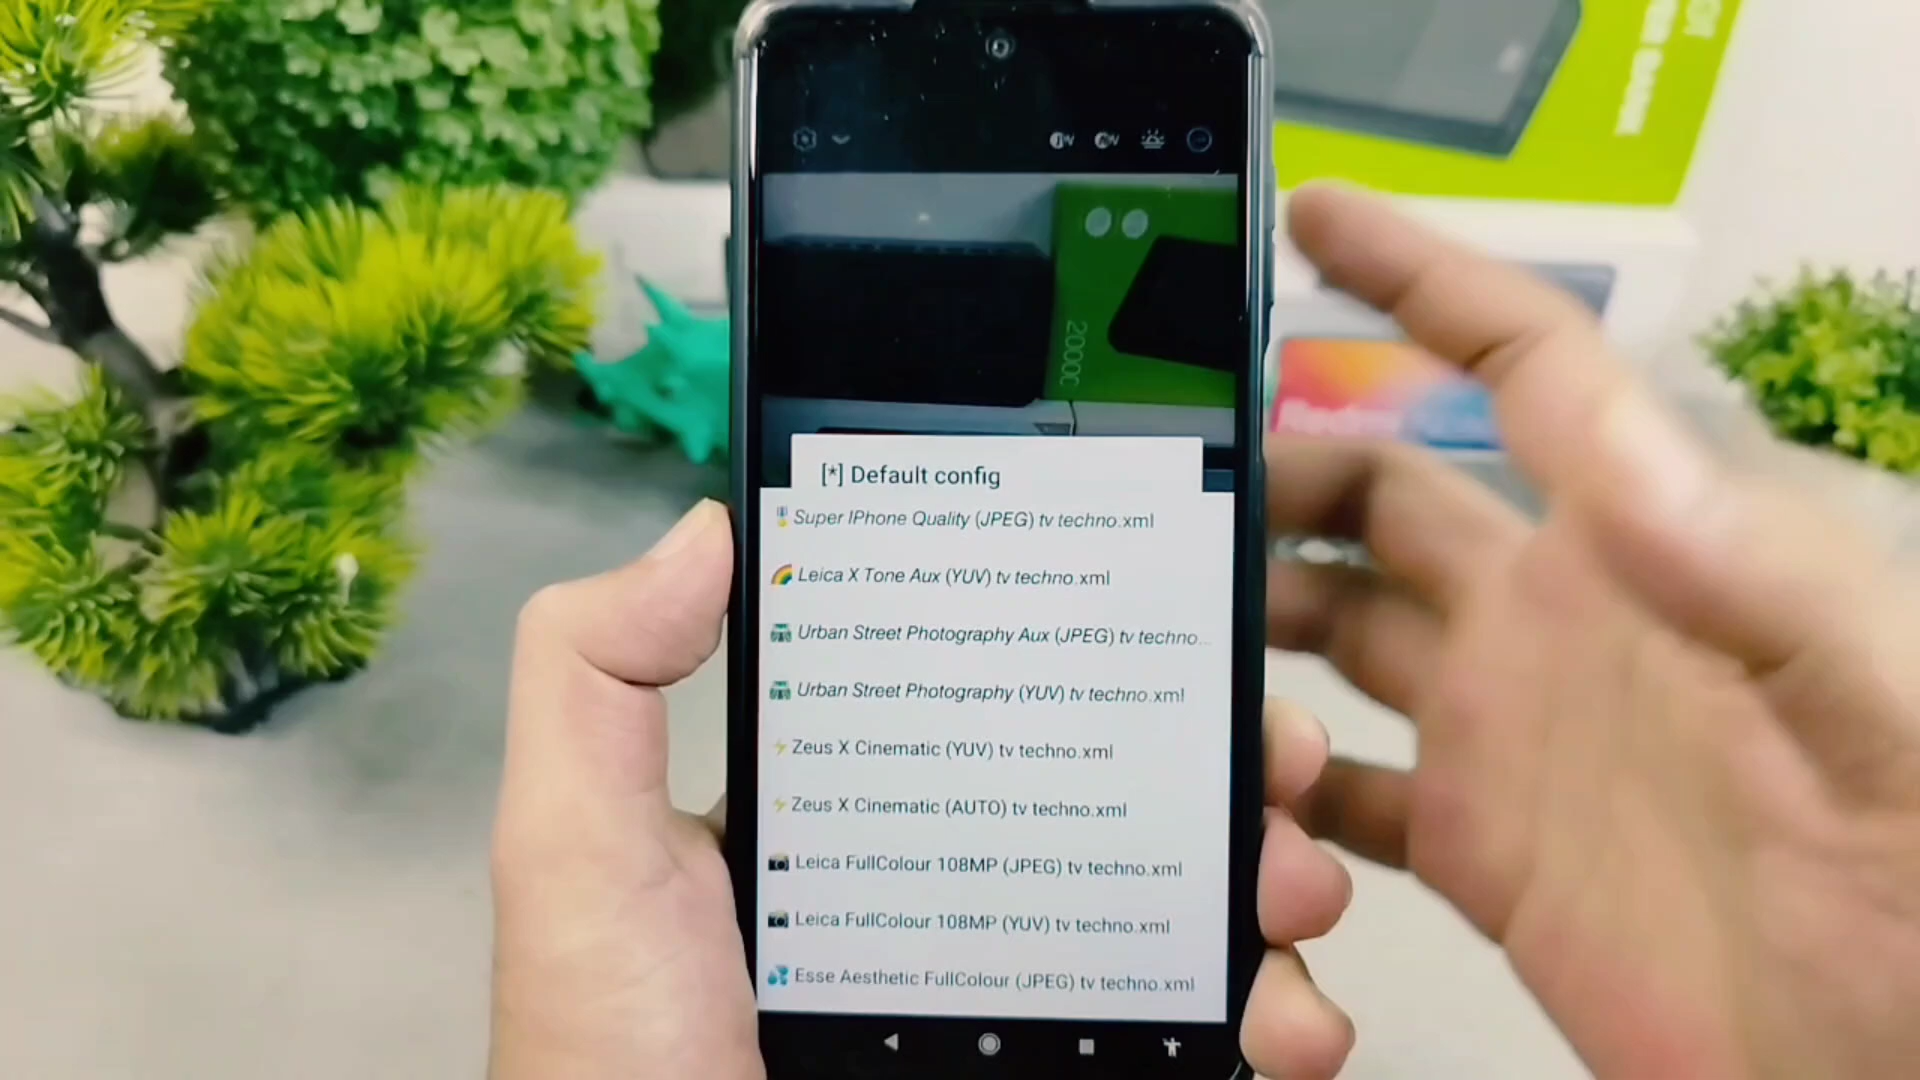 20000
[*] Default config
Super IPhone Quality (JPEG) tv techno.xml
Leica X Tone Aux (YUV) tv techno.xml
Urban Street Photography Aux (JPEG) tv techno...
Urban Street Photography (YUV) tv techno.xml
Zeus X Cinematic (YUV) tv techno.xml
Zeus X Cinematic (AUTO) tv techno.xml
Leica FullColour 108MP (JPEG) tv techno.xml
Leica FullColour 108MP (YUV) tv techno.xml
Esse Aesthetic FullColour (JPEG) tv techno.xml